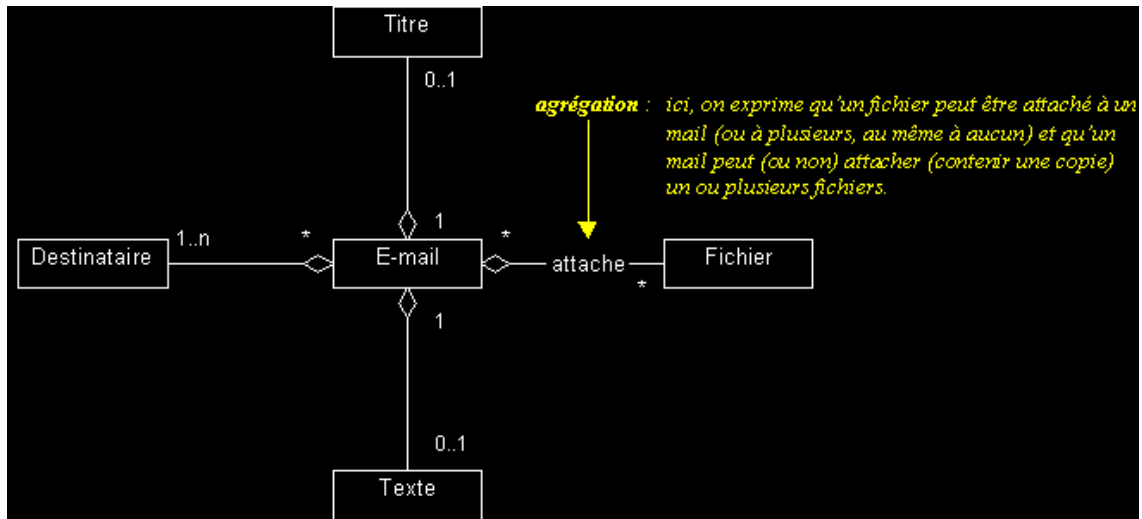 Titre
0..1
agrégation : ici, on exprime qu'un fichier peut être attaché à un
mail (ou à plusieurs, au même à aucun) et qu'un
mail peut (ou non) attacher (contenir une copie)
un ou plusieurs fichiers.
1
Destinataire
1..n
*
E-mail
*
attache
*
Fichier
1
0..1
Texte